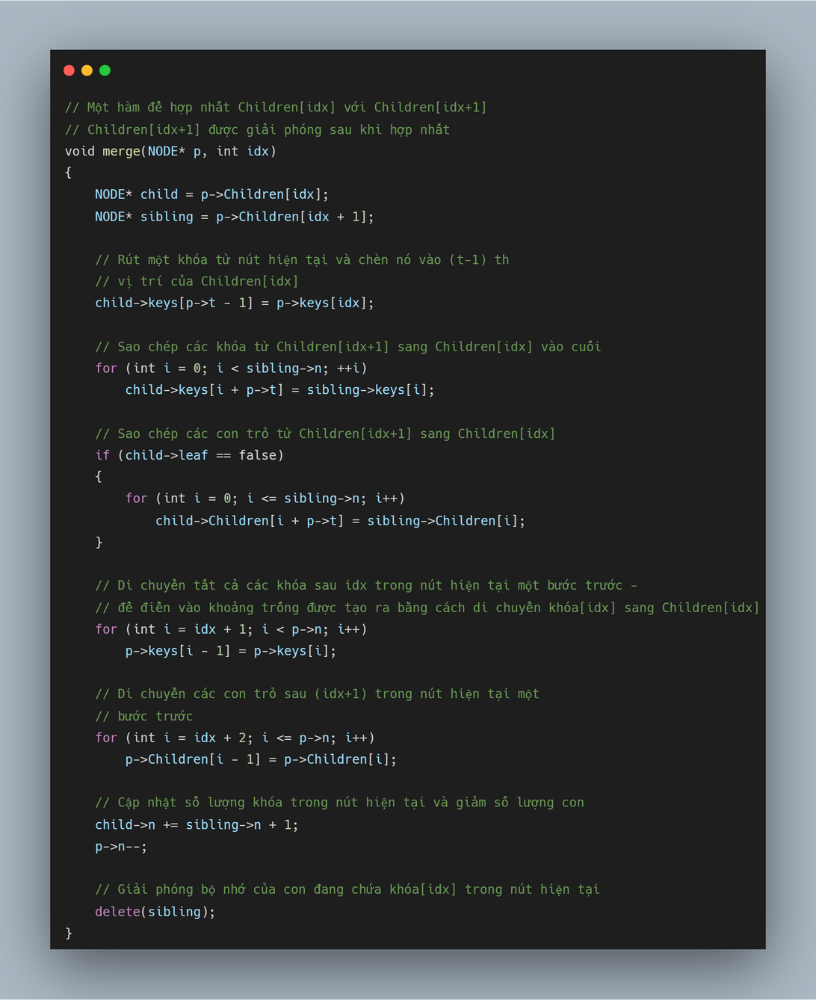 // Một hàm để hợp nhất Children[idx] với Children[idx+1]
// Children[idx+1] được giải phóng sau khi hợp nhất
void merge(NODE* p, int idx)
{
    NODE* child = p->Children[idx];
    NODE* sibling = p->Children[idx + 1];

    // Rút một khóa từ nút hiện tại và chèn nó vào (t-1) th
    // vị trí của Children[idx]
    child->keys[p->t - 1] = p->keys[idx];

    // Sao chép các khóa từ Children[idx+1] sang Children[idx] vào cuối
    for (int i = 0; i < sibling->n; ++i)
        child->keys[i + p->t] = sibling->keys[i];

    // Sao chép các con trỏ từ Children[idx+1] sang Children[idx]
    if (child->leaf == false)
    {
        for (int i = 0; i <= sibling->n; i++)
            child->Children[i + p->t] = sibling->Children[i];
    }

    // Di chuyển tất cả các khóa sau idx trong nút hiện tại một bước trước -
    // để điền vào khoảng trống được tạo ra bằng cách di chuyển khóa[idx] sang Children[idx]
    for (int i = idx + 1; i < p->n; i++)
        p->keys[i - 1] = p->keys[i];

    // Di chuyển các con trỏ sau (idx+1) trong nút hiện tại một
    // bước trước
    for (int i = idx + 2; i <= p->n; i++)
        p->Children[i - 1] = p->Children[i];

    // Cập nhật số lượng khóa trong nút hiện tại và giảm số lượng con
    child->n += sibling->n + 1;
    p->n--;

    // Giải phóng bộ nhớ của con đang chứa khóa[idx] trong nút hiện tại
    delete(sibling);
}